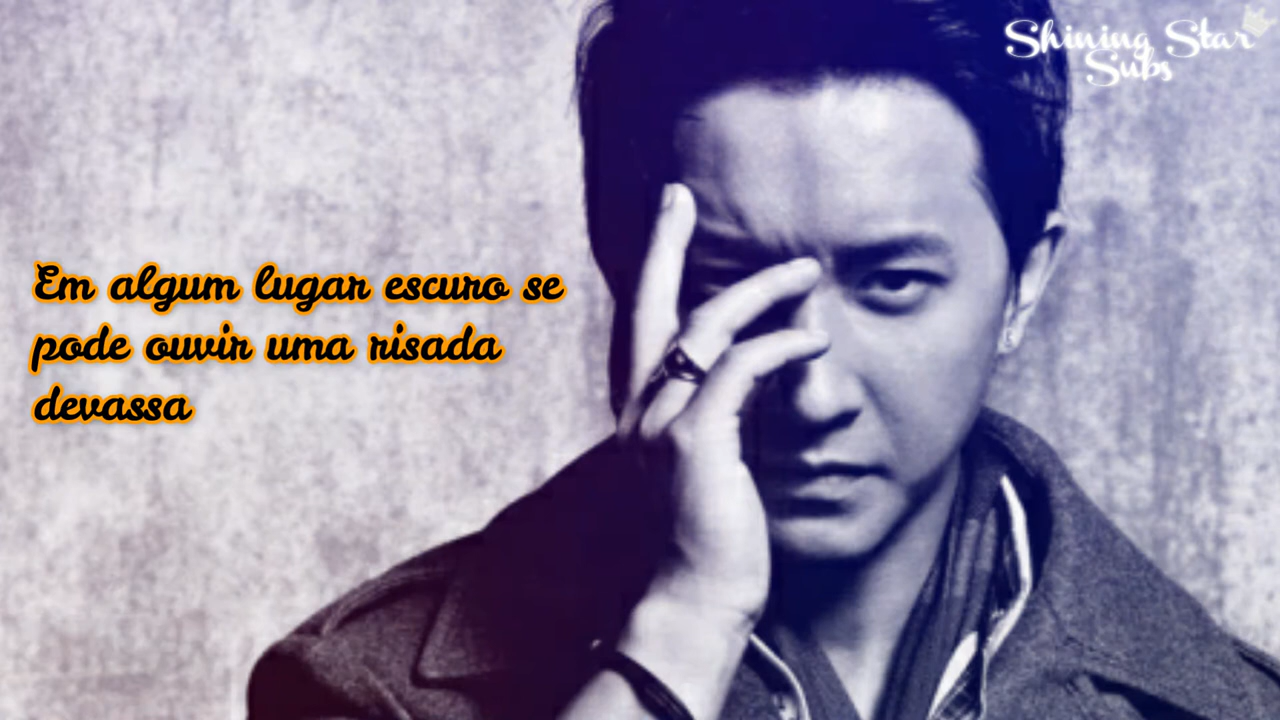 Shining Star
Subs
Em algum lugar escuro se
pode ouvir uma risada
devassa